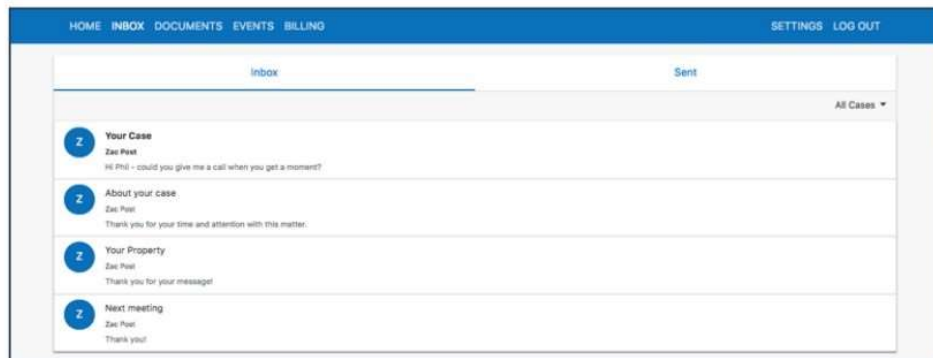 HOME INBOX DOCUMENTS EVENTS BILLING SETTINGS LOG OUT
Inbox Sent
All Cases
Z
Your Case
Zac Post
Hi Phil - could you give me a call when you get a moment?
Z
About your case
Zac Post
Thank you for your time and attention with this matter.
Z
Your Property
Zac Post
Thank you for your message!
Z
Next meeting
Zac Post
Thank you!